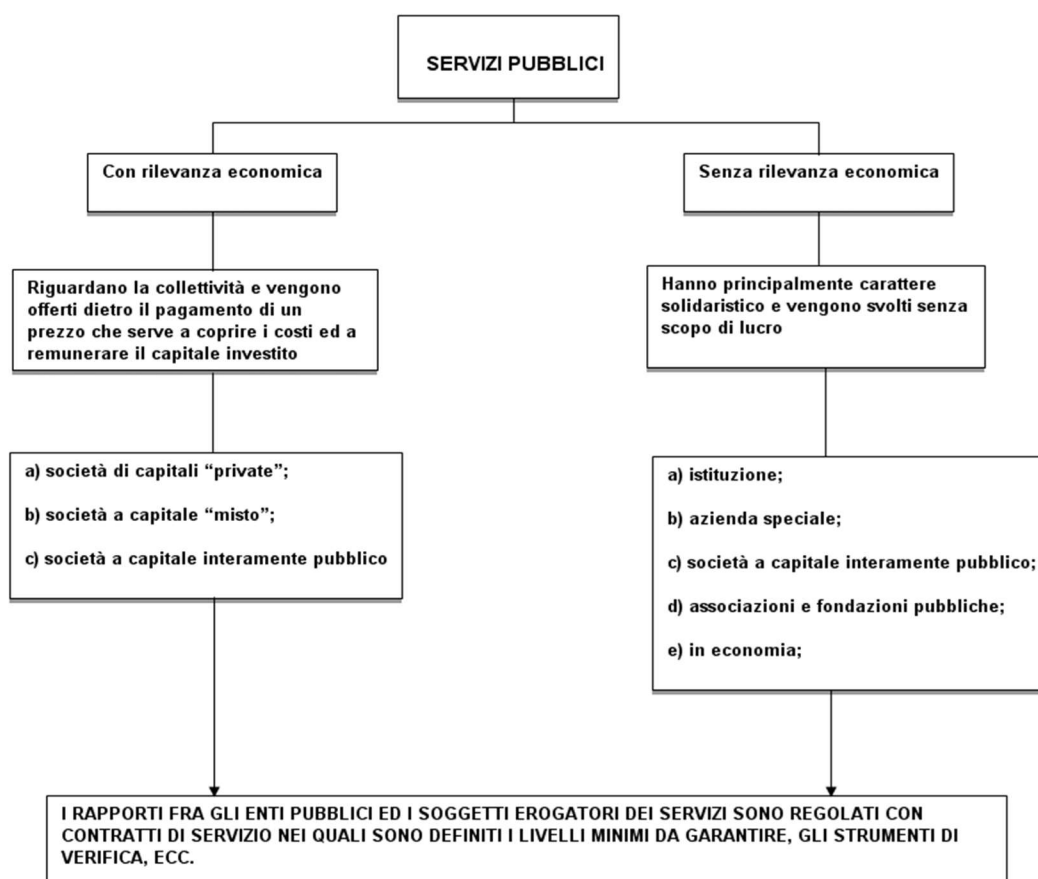 SERVIZI PUBBLICI
Con rilevanza economica
Senza rilevanza economica
Riguardano la collettività e vengono
offerti dietro il pagamento di un
prezzo che serve a coprire i costi ed a
remunerare il capitale investito
Hanno principalmente carattere
solidaristico e vengono svolti senza
scopo di lucro
a) società di capitali “private”;
b) società a capitale “misto”;
c) società a capitale interamente pubblico
a) istituzione;
b) azienda speciale;
c) società a capitale interamente pubblico;
d) associazioni e fondazioni pubbliche;
e) in economia;
I RAPPORTI FRA GLI ENTI PUBBLICI ED I SOGGETTI EROGATORI DEI SERVIZI SONO REGOLATI CON
CONTRATTI DI SERVIZIO NEI QUALI SONO DEFINITI I LIVELLI MINIMI DA GARANTIRE, GLI STRUMENTI DI
VERIFICA, ECC.